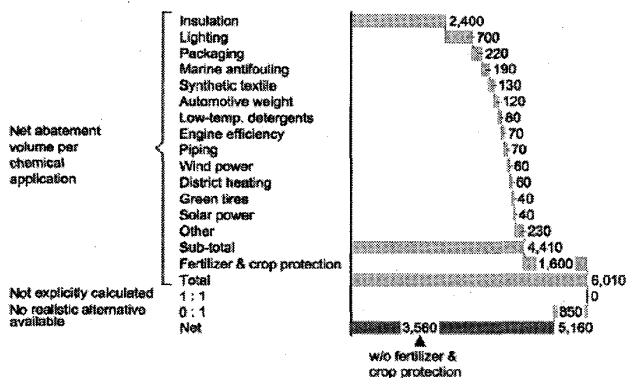 Insulation 2,400
Lighting 700
Packaging 220
Marine antifouling 190
Synthetic textile 130
Automotive weight 120
Low-temp. detergents 80
Engine efficiency 70
Net abatement
volume per
chemical
application
Piping 70
Wind power 60
District heating 60
Green tires 40
Solar power 40
Other 230
Sub-total 4,410
Fertilizer & crop protection 1,600
Total 6,010
Not explicitly calculated 1 : 1 0
No realistic alternative
available 0 : 1 850
Net 3,560 5,160
w/o fertilizer &
crop protection